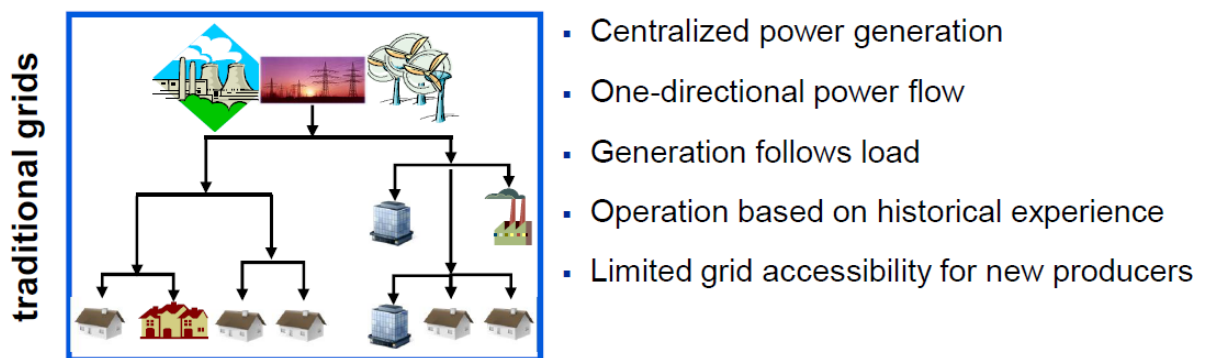 traditional grids
▪ Centralized power generation
▪ One-directional power flow
▪ Generation follows load
▪ Operation based on historical experience
▪ Limited grid accessibility for new producers